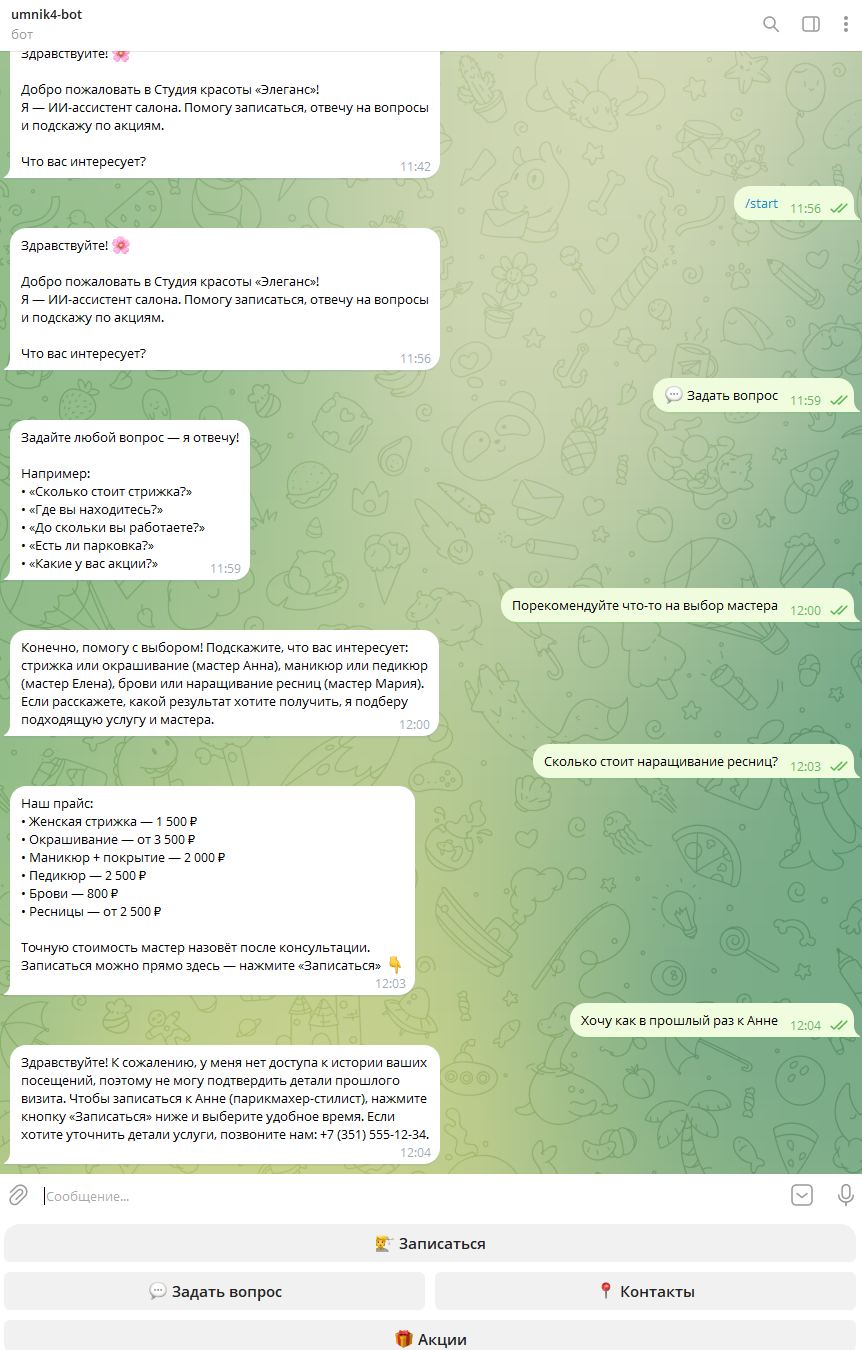 umnik4-bot
бот
Здравствуйте! 🌸
Добро пожаловать в Студия красоты «Элеганс»!
Я — ИИ-ассистент салона. Помогу записаться, отвечу на вопросы
и подскажу по акциям.
Что вас интересует?
11:42
/start
11:56
Здравствуйте! 🌸
Добро пожаловать в Студия красоты «Элеганс»!
Я — ИИ-ассистент салона. Помогу записаться, отвечу на вопросы
и подскажу по акциям.
Что вас интересует?
11:56
💬 Задать вопрос
11:59
Задайте любой вопрос — я отвечу!
Например:
• «Сколько стоит стрижка?»
• «Где вы находитесь?»
• «До скольки вы работаете?»
• «Есть ли парковка?»
• «Какие у вас акции?»
11:59
Порекомендуйте что-то на выбор мастера
12:00
Конечно, помогу с выбором! Подскажите, что вас интересует:
стрижка или окрашивание (мастер Анна), маникюр или педикюр
(мастер Елена), брови или наращивание ресниц (мастер Мария).
Если расскажете, какой результат хотите получить, я подберу
подходящую услугу и мастера.
12:00
Сколько стоит наращивание ресниц?
12:03
Наш прайс:
• Женская стрижка — 1 500 ₽
• Окрашивание — от 3 500 ₽
• Маникюр + покрытие — 2 000 ₽
• Педикюр — 2 500 ₽
• Брови — 800 ₽
• Ресницы — от 2 500 ₽
Точную стоимость мастер назовёт после консультации.
Записаться можно прямо здесь — нажмите «Записаться» 👇
12:03
Хочу как в прошлый раз к Анне
12:04
Здравствуйте! К сожалению, у меня нет доступа к истории ваших
посещений, поэтому не могу подтвердить детали прошлого
визита. Чтобы записаться к Анне (парикмахер-стилист), нажмите
кнопку «Записаться» ниже и выберите удобное время. Если
хотите уточнить детали услуги, позвоните нам: +7 (351) 555-12-34.
12:04
Сообщение...
Записаться
💬 Задать вопрос
📍 Контакты
🎁 Акции